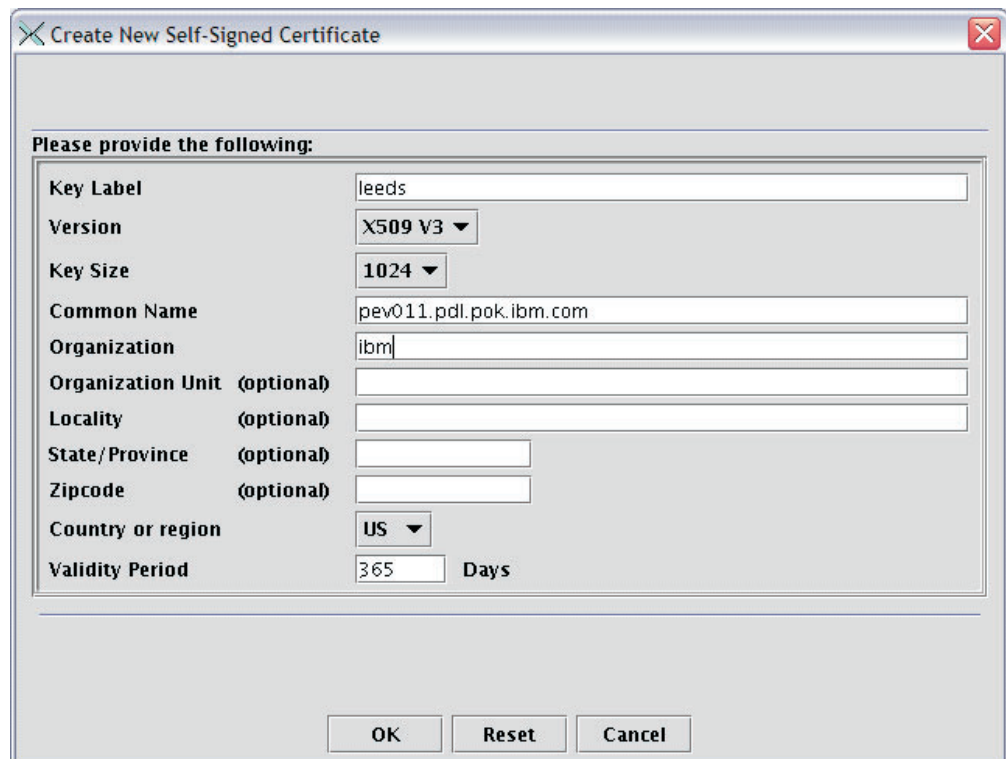 Create New Self-Signed Certificate
Please provide the following:
Key Label leeds
Version X509 V3
Key Size 1024
Common Name pev011.pdl.pok.ibm.com
Organization ibm
Organization Unit (optional)
Locality (optional)
State/Province (optional)
Zipcode (optional)
Country or region US
Validity Period 365 Days
OK Reset Cancel